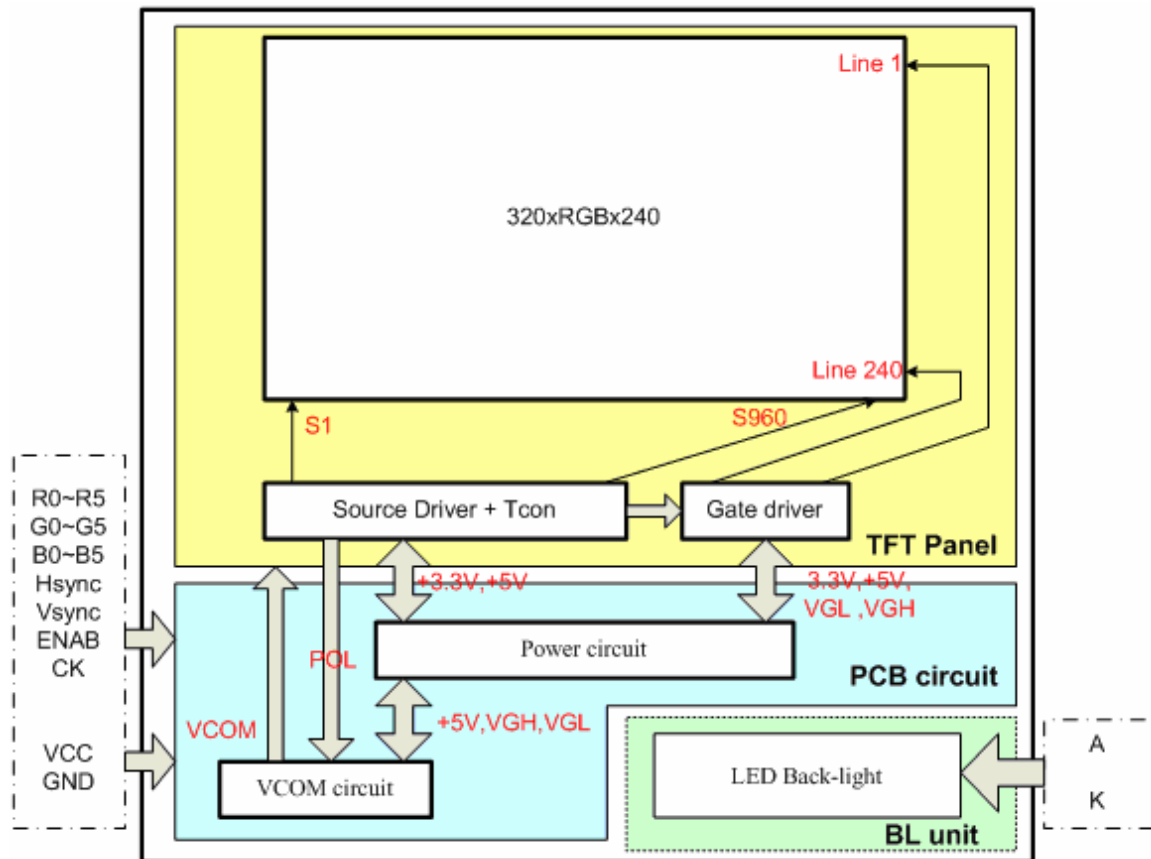 Line 1
320xRGBx240
Line 240
S1
S960
R0~R5
G0~G5
B0~B5
Hsync
Vsync
ENAB
CK
VCC
GND
Source Driver + Tcon
Gate driver
TFT Panel
+3.3V,+5V
3.3V,+5V,
VGL ,VGH
Power circuit
POL
PCB circuit
VCOM
+5V,VGH,VGL
VCOM circuit
LED Back-light
BL unit
A
K